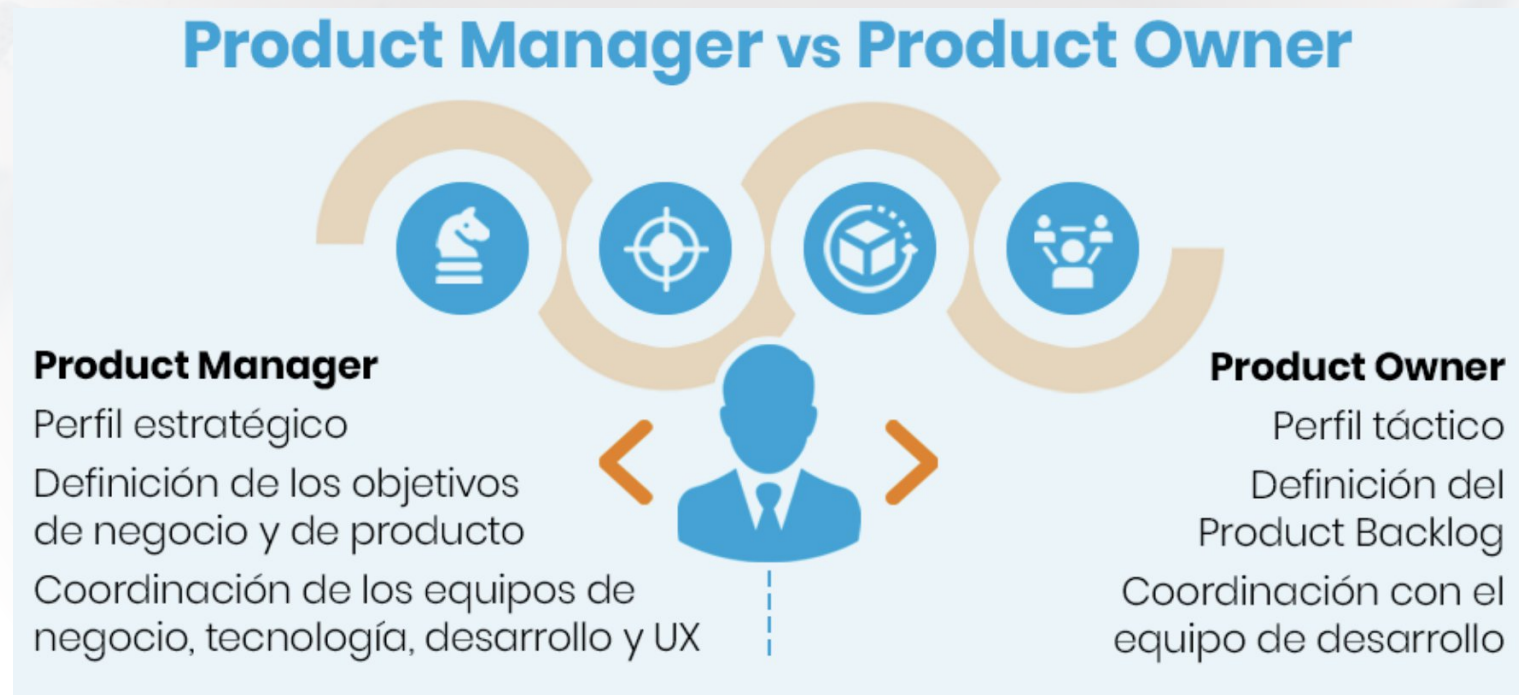 Product Manager vs Product Owner
Product Manager
Perfil estratégico
Definición de los objetivos
de negocio y de producto
Coordinación de los equipos de
negocio, tecnología, desarrollo y UX
Product Owner
Perfil táctico
Definición del
Product Backlog
Coordinación con el
equipo de desarrollo